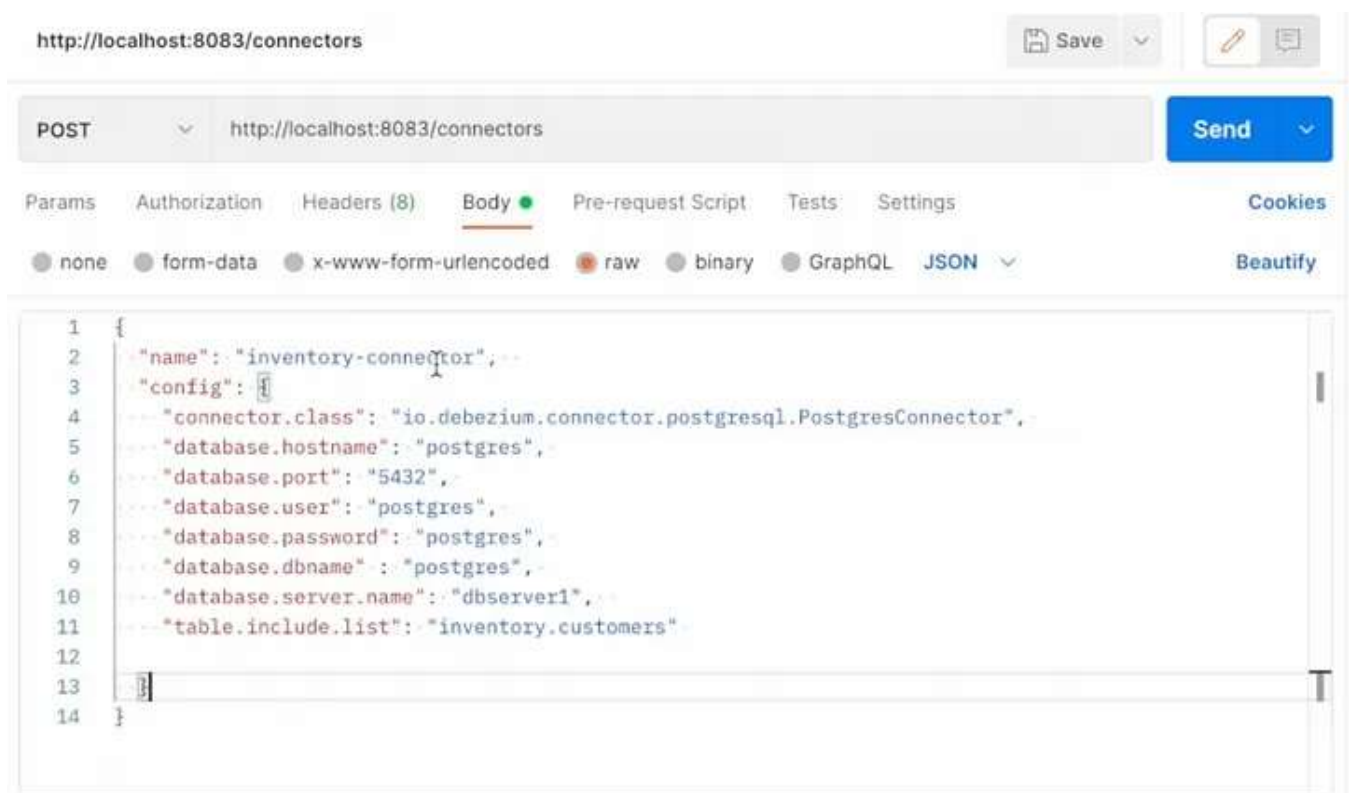 http://localhost:8083/connectors
Save
POST http://localhost:8083/connectors Send
Params Authorization Headers (8) Body Pre-request Script Tests Settings Cookies
none form-data x-www-form-urlencoded raw binary GraphQL JSON Beautify
1 {
2 "name": "inventory-connector",
3 "config": {
4 "connector.class": "io.debezium.connector.postgresql.PostgresConnector",
5 "database.hostname": "postgres",
6 "database.port": "5432",
7 "database.user": "postgres",
8 "database.password": "postgres",
9 "database.dbname" : "postgres",
10 "database.server.name": "dbserver1",
11 "table.include.list": "inventory.customers"
12
13 }
14 }